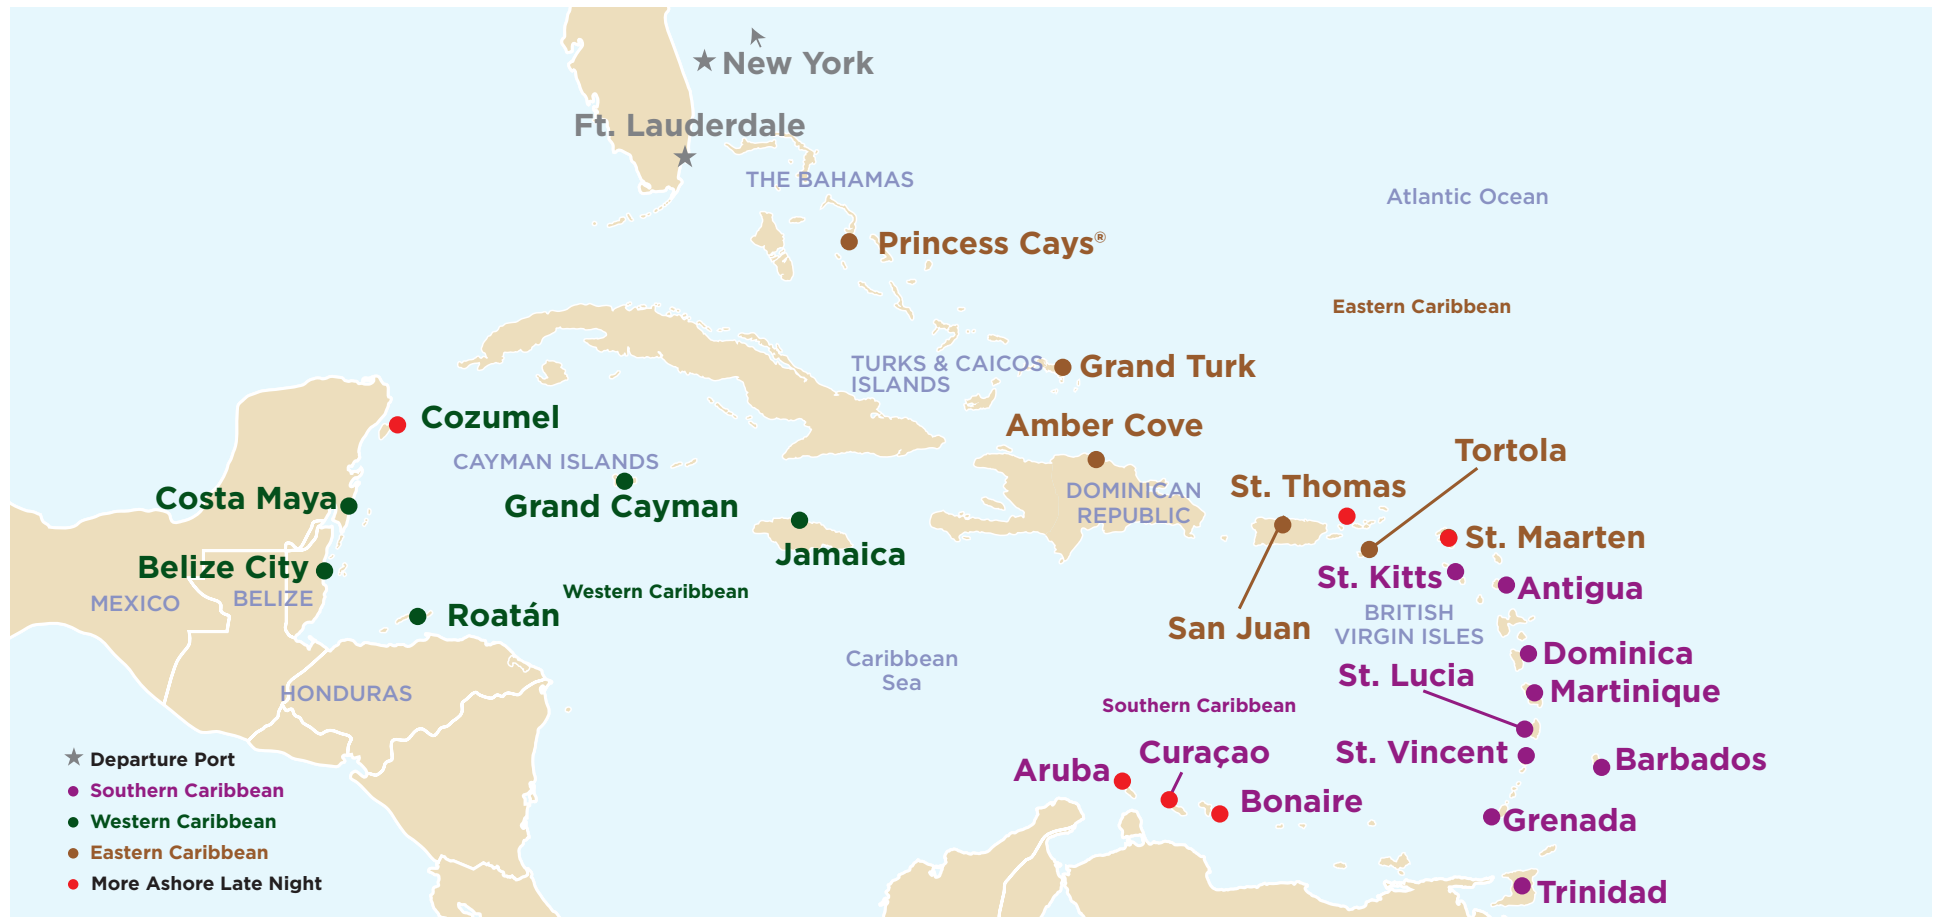 New York
Ft. Lauderdale
THE BAHAMAS
Atlantic Ocean
Princess Cays®
Eastern Caribbean
TURKS & CAICOS
ISLANDS
Grand Turk
Cozumel
Amber Cove
Tortola
CAYMAN ISLANDS
Costa Maya
Grand Cayman
DOMINICAN
REPUBLIC
St. Thomas
St. Maarten
Jamaica
Belize City
St. Kitts
Antigua
MEXICO
BELIZE
Western Caribbean
Roatán
BRITISH
VIRGIN ISLES
San Juan
Caribbean
Sea
Dominica
St. Lucia
Martinique
HONDURAS
Southern Caribbean
Curaçao
St. Vincent
Barbados
Aruba
Bonaire
Grenada
Trinidad
Departure Port
Southern Caribbean
Western Caribbean
Eastern Caribbean
More Ashore Late Night